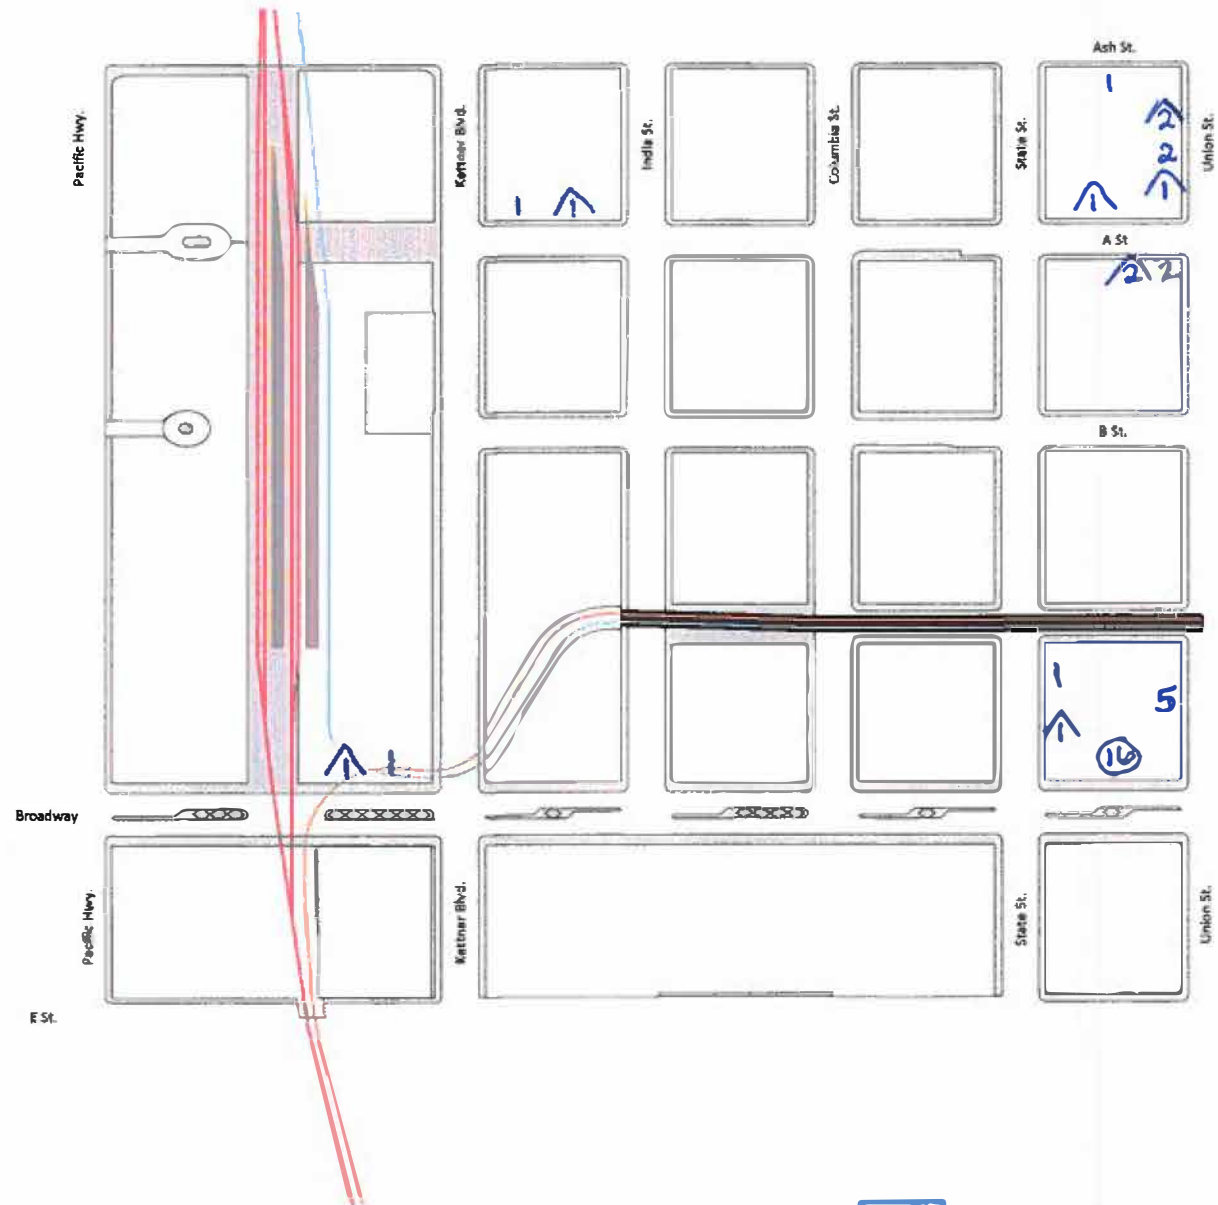 Ash St.
Pacific Hwy.
Kettner Blvd.
India St.
Columbia St.
State St.
Union St.
1
2
2
1
1
1
1
A St
2
2
B St.
1
5
1
16
1
1
Broadway
Pacific Hwy.
Kettner Blvd.
State St.
Union St.
E St.